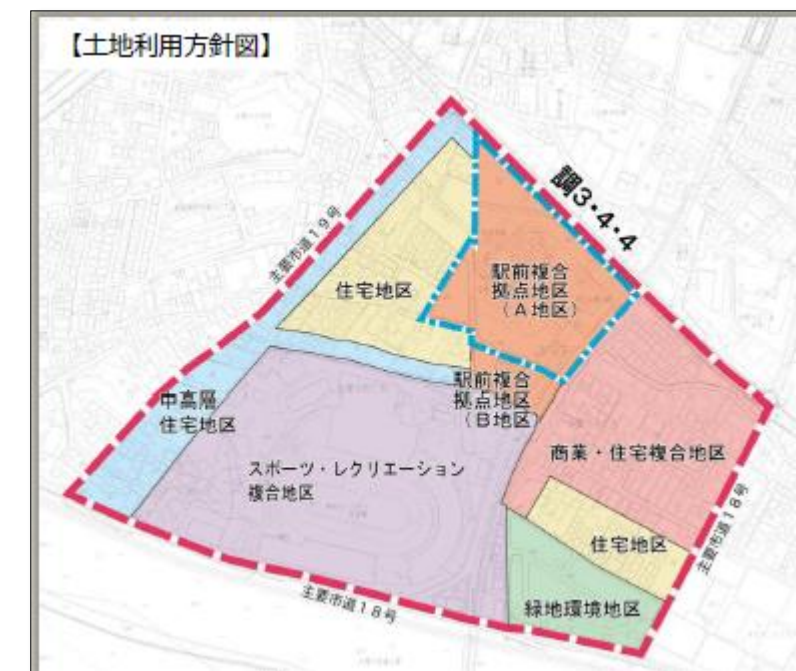 【土地利用方針図】
調3・4・4
主要市道19号
駅前複合
拠点地区
（A地区）
住宅地区
駅前複合
拠点地区
（B地区）
中高層
住宅地区
商業・住宅複合地区
スポーツ・レクリエーション
複合地区
住宅地区
主要市道18号
緑地環境地区
主要市道18号